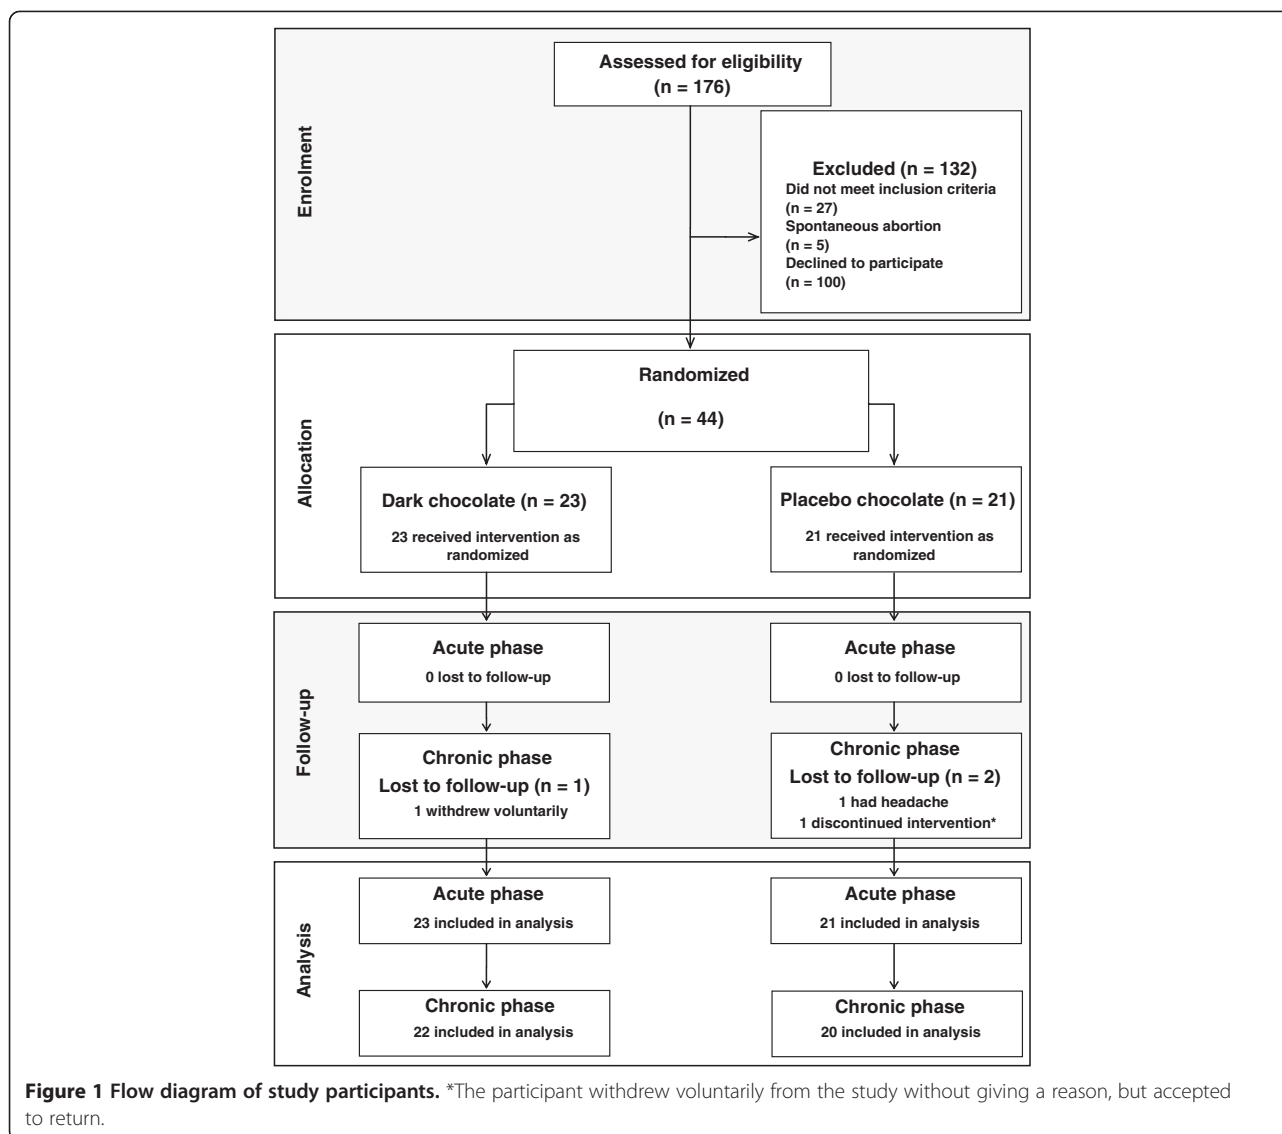 Enrolment
Assessed for eligibility
(n = 176)
Excluded (n = 132)
Did not meet inclusion criteria
(n = 27)
Spontaneous abortion
(n = 5)
Declined to participate
(n = 100)
Allocation
Randomized
(n = 44)
Dark chocolate (n = 23)
23 received intervention as
randomized
Placebo chocolate (n = 21)
21 received intervention as
randomized
Follow-up
Acute phase
0 lost to follow-up
Acute phase
0 lost to follow-up
Chronic phase
Lost to follow-up (n = 1)
1 withdrew voluntarily
Chronic phase
Lost to follow-up (n = 2)
1 had headache
1 discontinued intervention*
Analysis
Acute phase
23 included in analysis
Acute phase
21 included in analysis
Chronic phase
22 included in analysis
Chronic phase
20 included in analysis
Figure 1 Flow diagram of study participants. *The participant withdrew voluntarily from the study without giving a reason, but accepted
to return.